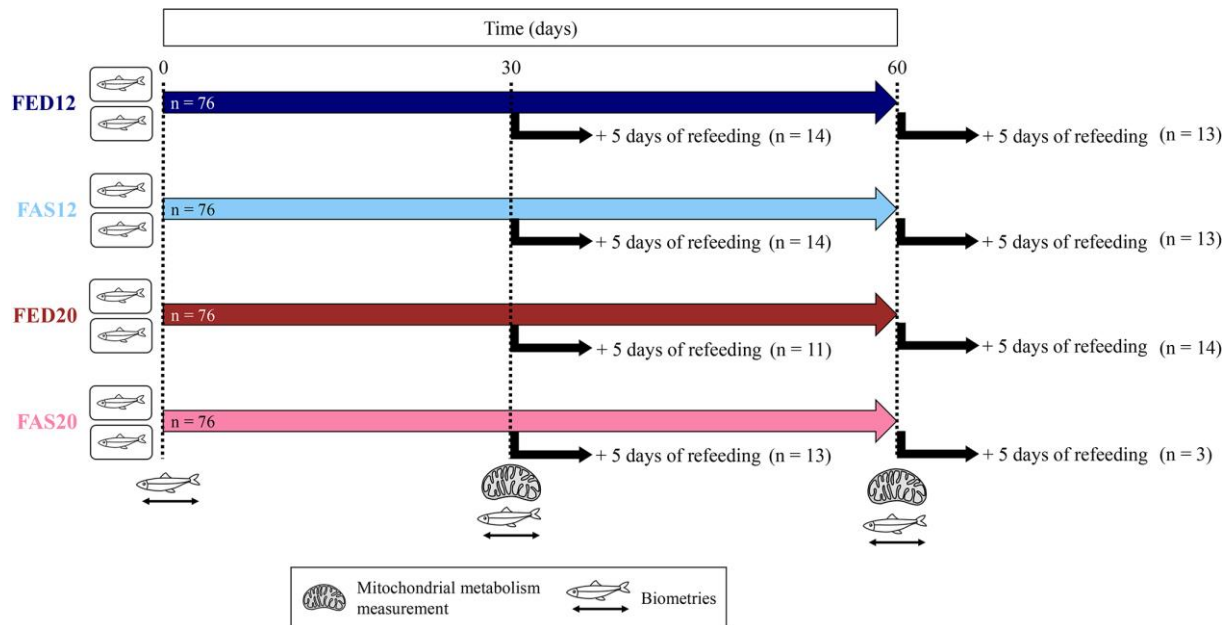 Time (days)
0 30 60
FED12
n = 76
+ 5 days of refeeding (n = 14)
+ 5 days of refeeding (n = 13)
FAS12
n = 76
+ 5 days of refeeding (n = 14)
+ 5 days of refeeding (n = 13)
FED20
n = 76
+ 5 days of refeeding (n = 11)
+ 5 days of refeeding (n = 14)
FAS20
n = 76
+ 5 days of refeeding (n = 13)
+ 5 days of refeeding (n = 3)
Mitochondrial metabolism
measurement
Biometries